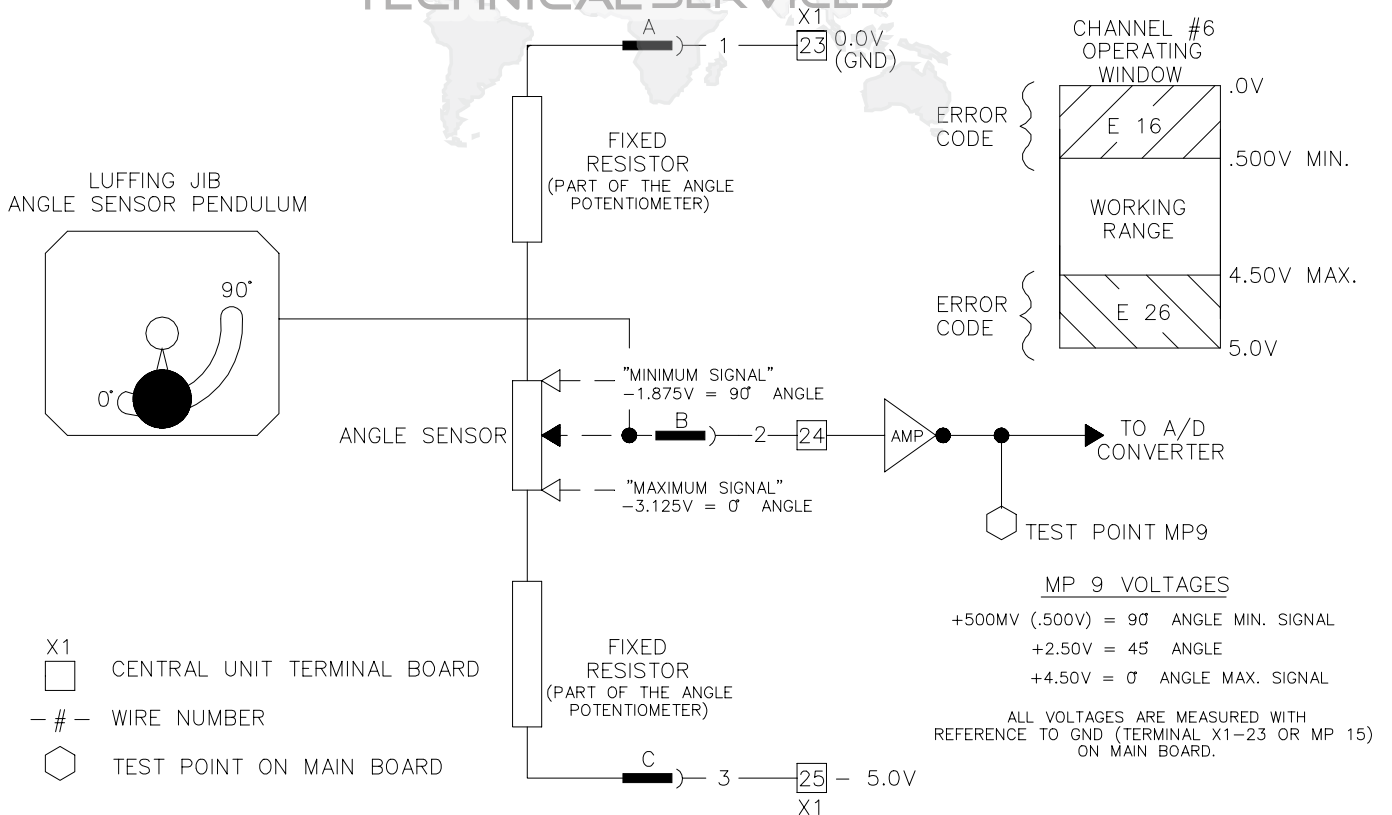 TECHNICAL SERVICES
X1
A
1
23
0.0V
(GND)
CHANNEL #6
OPERATING
WINDOW
.0V
ERROR
CODE
E 16
.500V MIN.
WORKING
RANGE
4.50V MAX.
ERROR
CODE
E 26
5.0V
FIXED
RESISTOR
(PART OF THE ANGLE
POTENTIOMETER)
LUFFING JIB
ANGLE SENSOR PENDULUM
90°
0°
"MINIMUM SIGNAL"
-1.875V = 90° ANGLE
ANGLE SENSOR
B
2
24
AMP
TO A/D
CONVERTER
"MAXIMUM SIGNAL"
-3.125V = 0° ANGLE
TEST POINT MP9
MP 9 VOLTAGES
+500MV (.500V) = 90° ANGLE MIN. SIGNAL
+2.50V = 45° ANGLE
+4.50V = 0° ANGLE MAX. SIGNAL
ALL VOLTAGES ARE MEASURED WITH
REFERENCE TO GND (TERMINAL X1-23 OR MP 15)
ON MAIN BOARD.
FIXED
RESISTOR
(PART OF THE ANGLE
POTENTIOMETER)
X1
CENTRAL UNIT TERMINAL BOARD
-#- WIRE NUMBER
TEST POINT ON MAIN BOARD
C
3
25
- 5.0V
X1